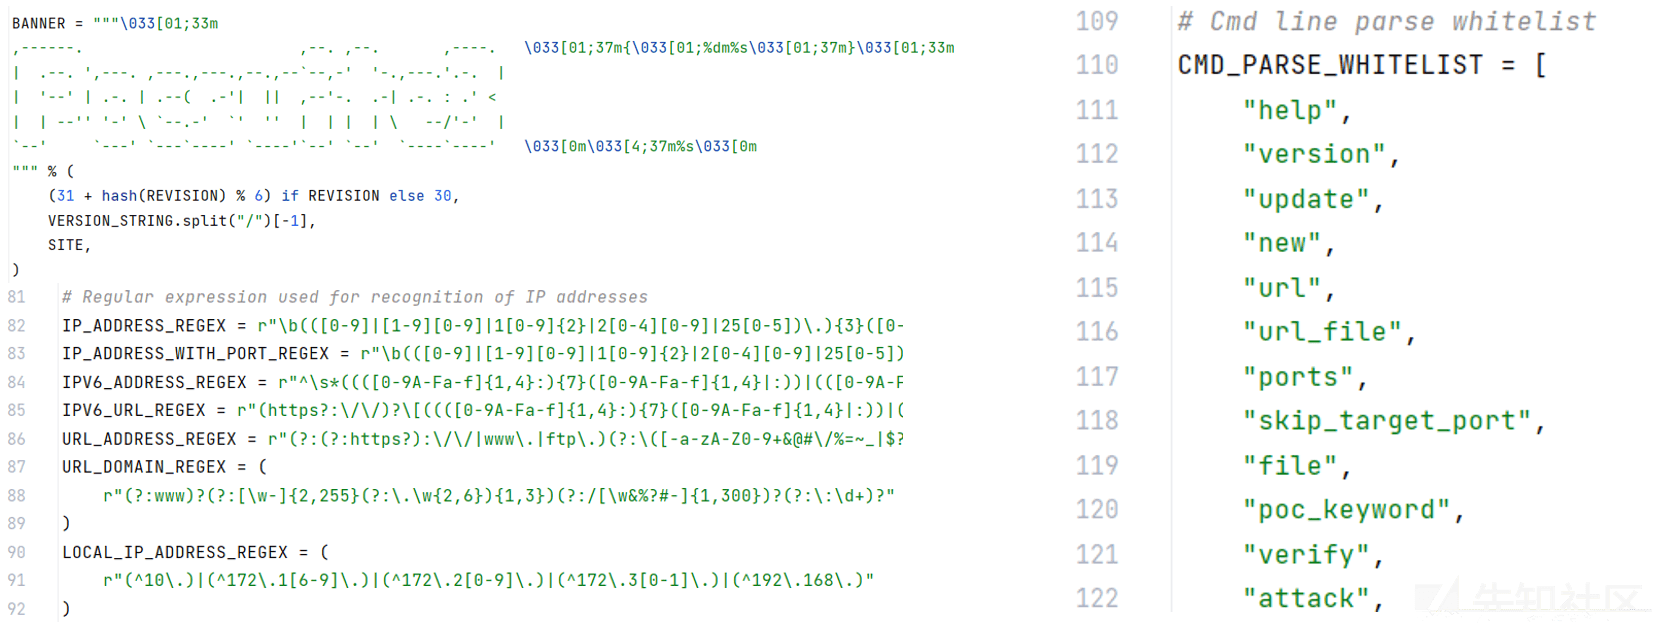 BANNER = """\033[01;33m
,------.                        ,--. ,--.       ,----.   \033[01;37m{\033[01;%dm%s\033[01;37m}\033[01;33m
|  .--. ',---. ,---.,---.,--.,--`--,-'  '-.,---.'.-.  |
|  '--' | .-. | .--(  .-'|  ||  ,--'-.  .-| .-. : .' <
|  | --'' '-' \ `--.-'  `'  ''  |  | |  | \   --/'-'  |
`--'     `---' `---`----' `----'`--' `--'  `----`----'   \033[0m\033[4;37m%s\033[0m
""" % (
    (31 + hash(REVISION) % 6) if REVISION else 30,
    VERSION_STRING.split("/")[-1],
    SITE,
)
81 # Regular expression used for recognition of IP addresses
82 IP_ADDRESS_REGEX = r"\b(([0-9]|[1-9][0-9]|1[0-9]{2}|2[0-4][0-9]|25[0-5])\.){3}([0-
83 IP_ADDRESS_WITH_PORT_REGEX = r"\b(([0-9]|[1-9][0-9]|1[0-9]{2}|2[0-4][0-9]|25[0-5])
84 IPV6_ADDRESS_REGEX = r"^\s*((([0-9A-Fa-f]{1,4}:){7}([0-9A-Fa-f]{1,4}|:))|(([0-9A-F
85 IPV6_URL_REGEX = r"(https?:\/\/)?\[((([0-9A-Fa-f]{1,4}:){7}([0-9A-Fa-f]{1,4}|:))|(
86 URL_ADDRESS_REGEX = r"(?:(?:https?):\/\/|www\.|ftp\.)(?:\([-a-zA-Z0-9+&@#\/%=~_|$?
87 URL_DOMAIN_REGEX = (
88     r"(?:www)?(?:[\w-]{2,255}(?:\.\w{2,6}){1,3})(?:/[\w&%?#-]{1,300})?(?:\:\d+)?"
89 )
90 LOCAL_IP_ADDRESS_REGEX = (
91     r"(^10\.)|(^172\.1[6-9]\.)|(^172\.2[0-9]\.)|(^172\.3[0-1]\.)|(^192\.168\.)"
92 )
109 # Cmd line parse whitelist
110 CMD_PARSE_WHITELIST = [
111     "help",
112     "version",
113     "update",
114     "new",
115     "url",
116     "url_file",
117     "ports",
118     "skip_target_port",
119     "file",
120     "poc_keyword",
121     "verify",
122     "attack",
先知社区